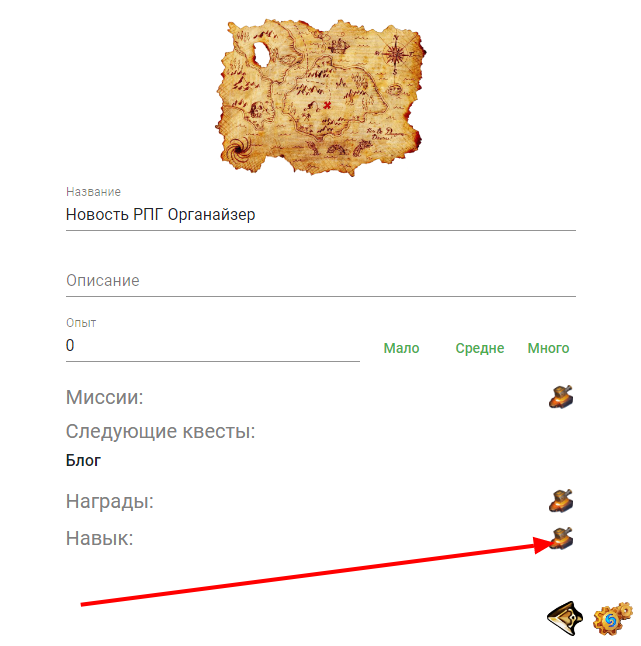 Название
Новость РПГ Органайзер
Описание
Опыт
0 Мало Средне Много
Миссии:
Следующие квесты:
Блог
Награды:
Навык: